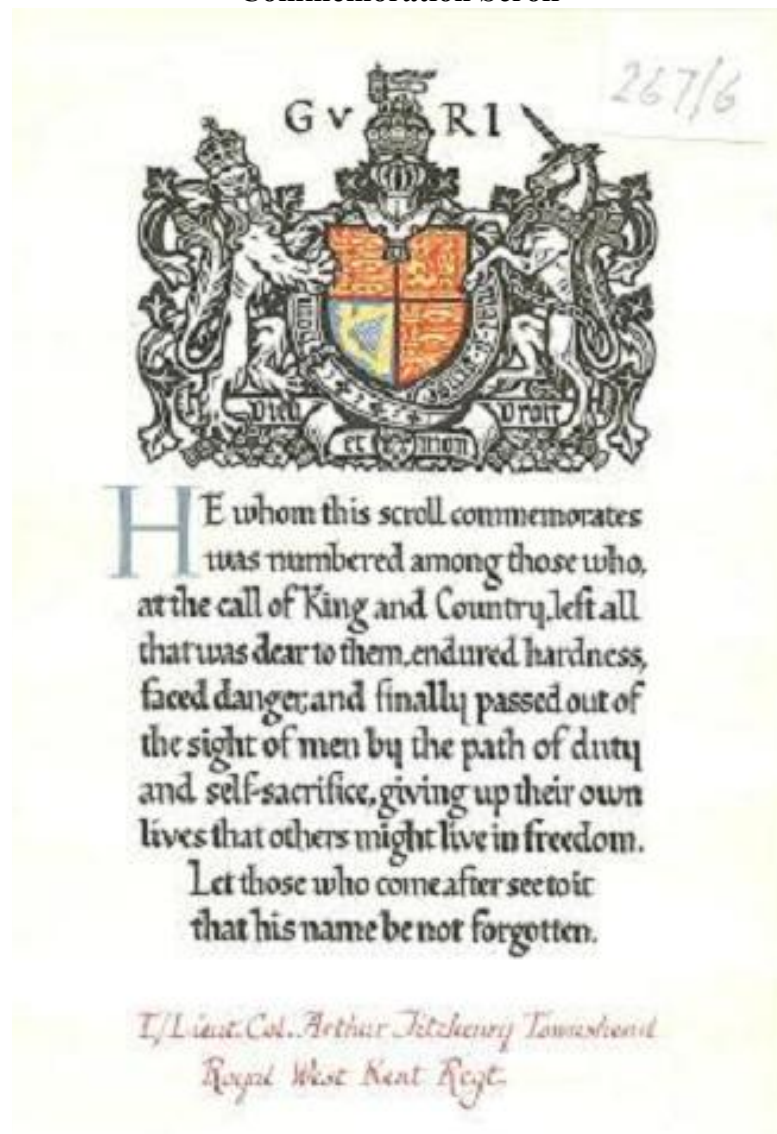 Commemoration Scroll
267/6
G V R I
Dieu Droit
et mon
HE whom this scroll commemorates
was numbered among those who,
at the call of King and Country, left all
that was dear to them, endured hardness,
faced danger, and finally passed out of
the sight of men by the path of duty
and self-sacrifice, giving up their own
lives that others might live in freedom.
Let those who come after see to it
that his name be not forgotten.
T/Lieut. Col. Arthur Fitzhenry Townshend
Royal West Kent Regt.